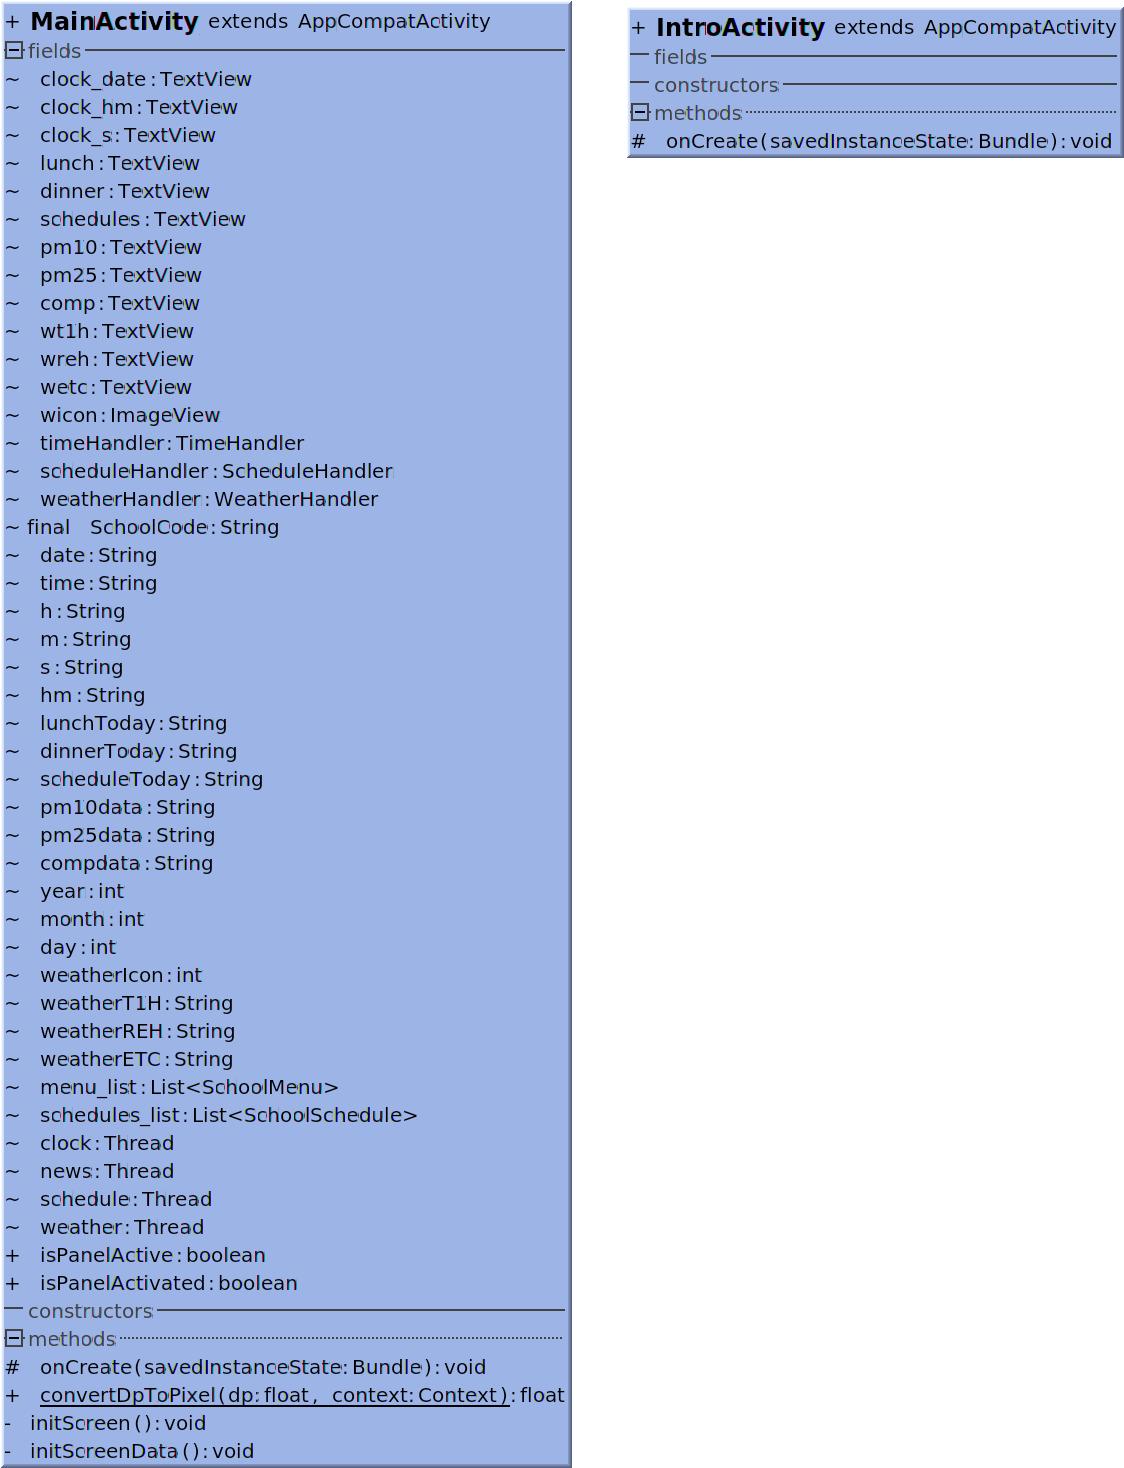 + MainActivity extends AppCompatActivity
fields
~ clock_date:TextView
~ clock_hm:TextView
~ clock_s:TextView
~ lunch:TextView
~ dinner:TextView
~ schedules:TextView
~ pm10:TextView
~ pm25:TextView
~ comp:TextView
~ wt1h:TextView
~ wreh:TextView
~ wetc:TextView
~ wicon:ImageView
~ timeHandler:TimeHandler
~ scheduleHandler:ScheduleHandler
~ weatherHandler:WeatherHandler
~ final SchoolCode:String
~ date:String
~ time:String
~ h:String
~ m:String
~ s:String
~ hm:String
~ lunchToday:String
~ dinnerToday:String
~ scheduleToday:String
~ pm10data:String
~ pm25data:String
~ compdata:String
~ year:int
~ month:int
~ day:int
~ weatherIcon:int
~ weatherT1H:String
~ weatherREH:String
~ weatherETC:String
~ menu_list:List<SchoolMenu>
~ schedules_list:List<SchoolSchedule>
~ clock:Thread
~ news:Thread
~ schedule:Thread
~ weather:Thread
+ isPanelActive:boolean
+ isPanelActivated:boolean
constructors
methods
# onCreate(savedInstanceState:Bundle):void
+ convertDpToPixel(dp:float, context:Context):float
- initScreen():void
- initScreenData():void
+ IntroActivity extends AppCompatActivity
fields
constructors
methods
# onCreate(savedInstanceState:Bundle):void